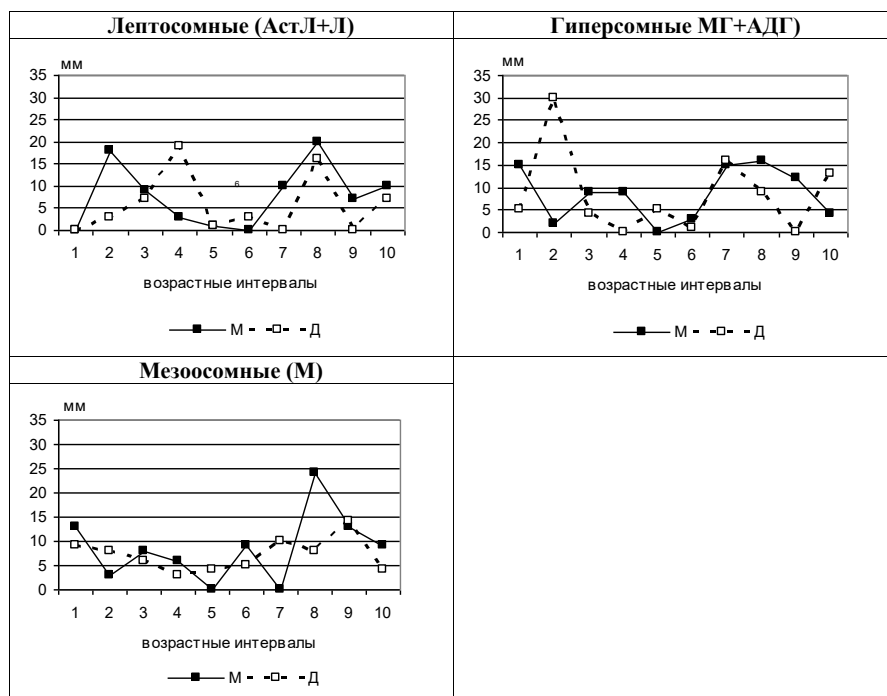 Лептосомные (АстЛ+Л)
мм
35
30
25
20
15
10
5
0
6
1 2 3 4 5 6 7 8 9 10
возрастные интервалы
М Д
Гиперсомные МГ+АДГ)
мм
35
30
25
20
15
10
5
0
1 2 3 4 5 6 7 8 9 10
возрастные интервалы
М Д
Мезоосомные (М)
мм
35
30
25
20
15
10
5
0
1 2 3 4 5 6 7 8 9 10
возрастные интервалы
М Д